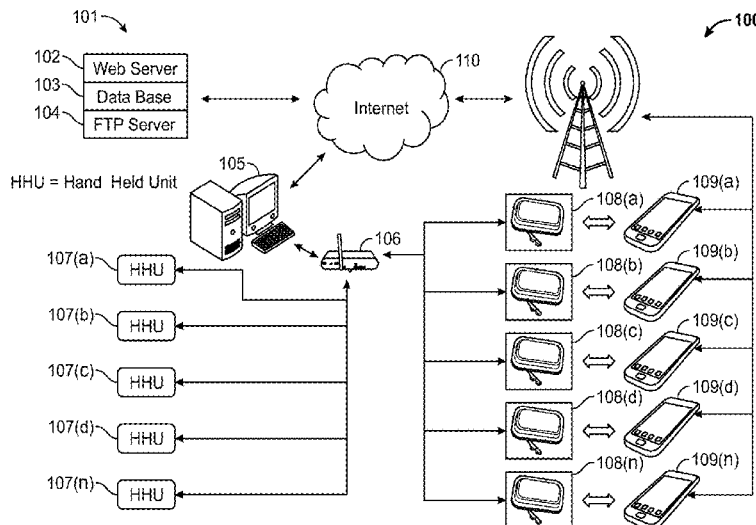 101
100
102
Web Server
103
Data Base
104
FTP Server
110
Internet
105
HHU = Hand Held Unit
106
107(a)
HHU
107(b)
HHU
107(c)
HHU
107(d)
HHU
107(n)
HHU
108(a)
109(a)
108(b)
109(b)
108(c)
109(c)
108(d)
109(d)
108(n)
109(n)